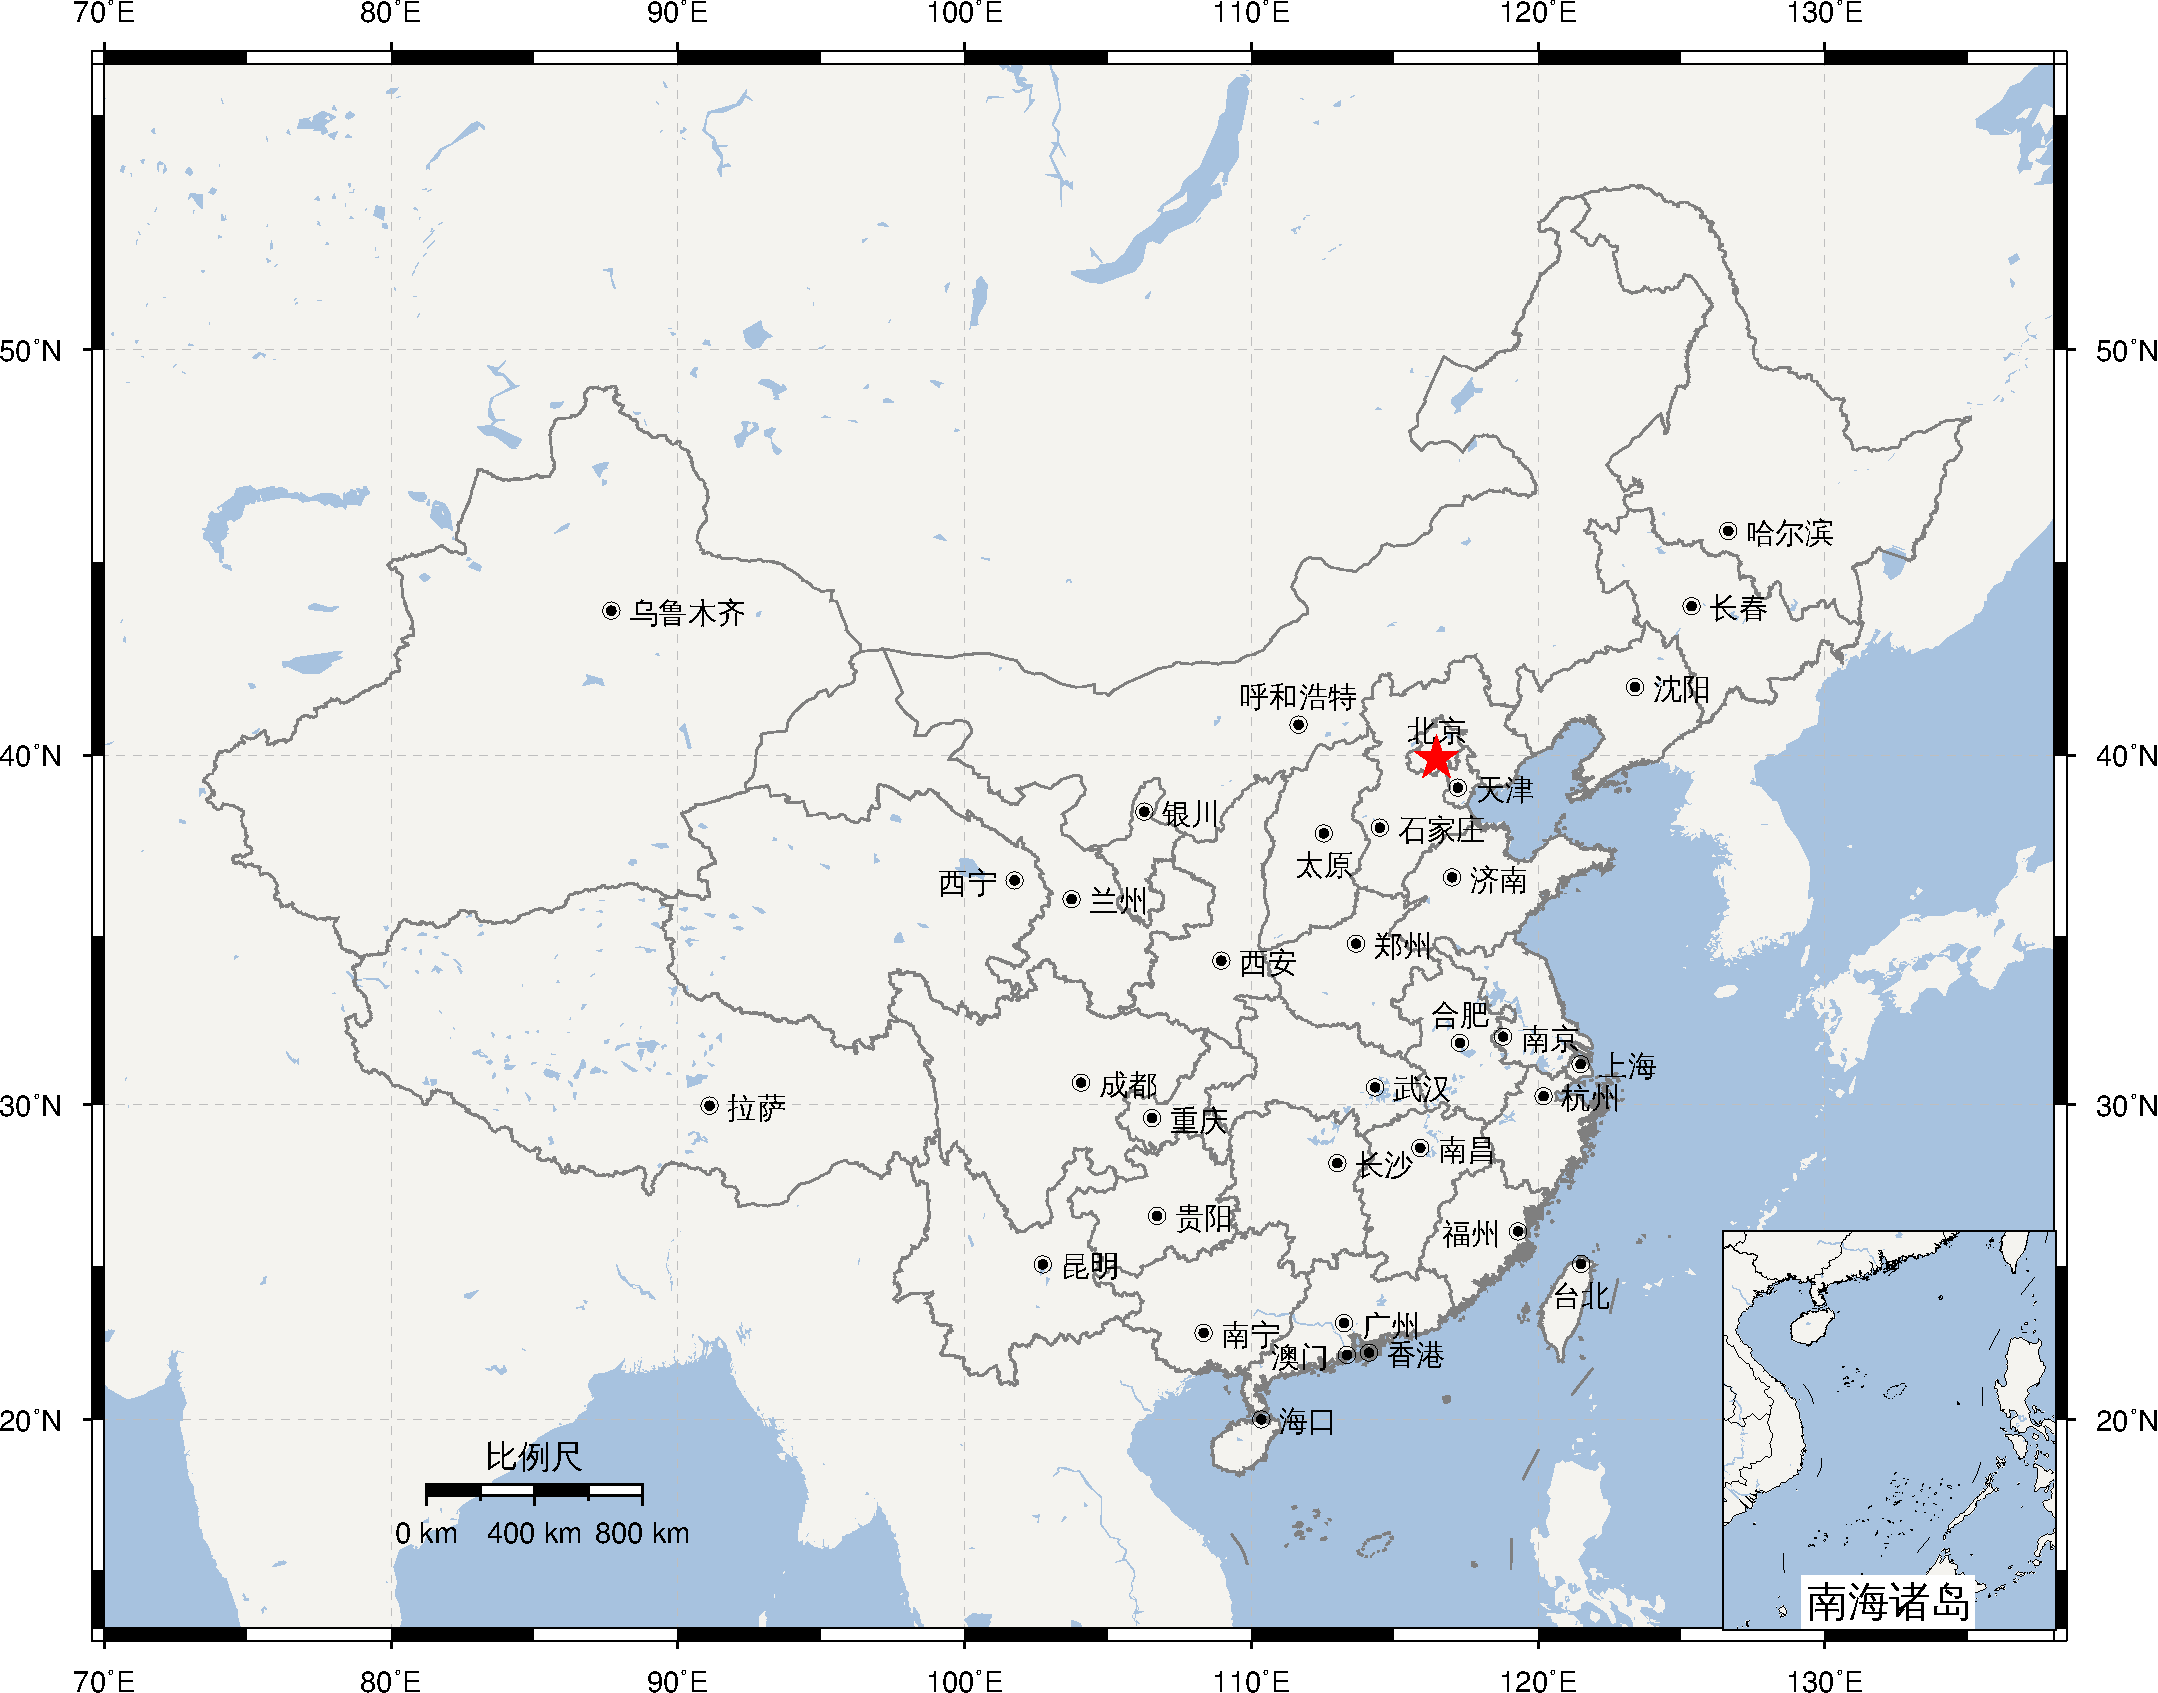 70°E 80°E 90°E 100°E 110°E 120°E 130°E
50°N 50°N
哈尔滨
乌鲁木齐
长春
沈阳
呼和浩特
北京
40°N 40°N
天津
银川
石家庄
太原
西宁
济南
兰州
郑州
西安
合肥
南京
上海
成都
武汉
杭州
30°N 30°N
拉萨
重庆
南昌
长沙
贵阳
福州
昆明
台北
广州
南宁
澳门
香港
20°N 20°N
海口
比例尺
0 km 400 km 800 km
南海诸岛
70°E 80°E 90°E 100°E 110°E 120°E 130°E